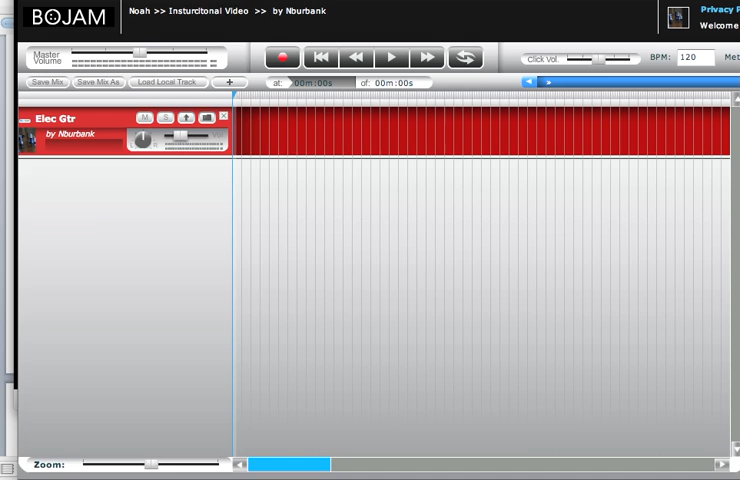 BOJAM
Noah >> Insturcitonal Video >> by Nburbank
Privacy P
Welcome
Master
Volume
Click Vol.
BPM: 120
Met
Save Mix
Save Mix As
Load Local Track
+
at: 00m:00s of: 00m:00s
Elec Gtr
M
S
by Nburbank
L
R
Vol
Zoom: